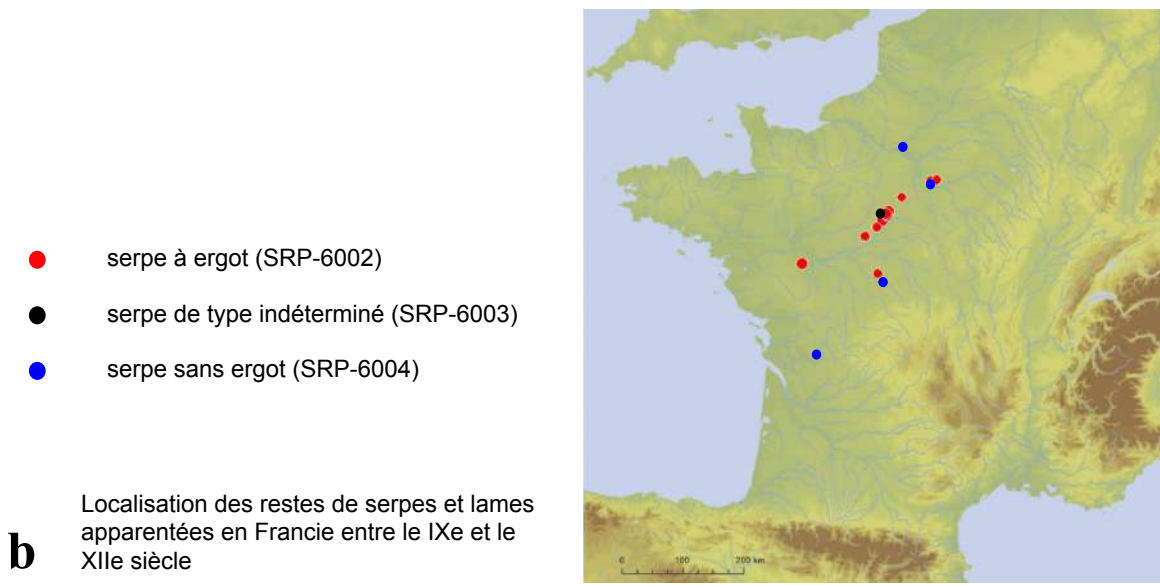 serpe à ergot (SRP-6002)
serpe de type indéterminé (SRP-6003)
serpe sans ergot (SRP-6004)
b
Localisation des restes de serpes et lames
apparentées en Francie entre le IXe et le
XIIe siècle
0 100 200 km